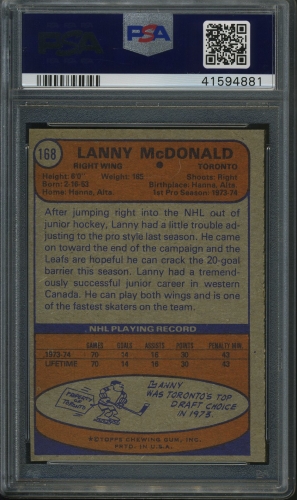 PSA
PSA
41594881
168
LANNY McDONALD
RIGHT WING TORONTO
Height: 6'0" Weight: 185 Shoots: Right
Born: 2-16-53 Birthplace: Hanna, Alta.
Home: Hanna, Alta. 1st Pro Season: 1973-74
After jumping right into the NHL out of
junior hockey, Lanny had a little trouble ad-
justing to the pro style last season. He came
on toward the end of the campaign and the
Leafs are hopeful he can crack the 20-goal
barrier this season. Lanny had a tremend-
ously successful junior career in western
Canada. He can play both wings and is one
of the fastest skaters on the team.
NHL PLAYING RECORD
GAMES GOALS ASSISTS POINTS PENALTY MIN.
1973-74 70 14 16 30 43
LIFETIME 70 14 16 30 43
PROPERTY OF TORONTO
LANNY
WAS TORONTO'S TOP
DRAFT CHOICE
IN 1973.
©TOPPS CHEWING GUM, INC.
PRTD. IN U.S.A.